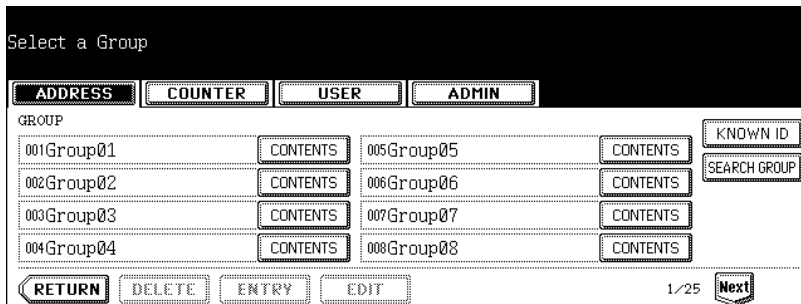 Select a Group
ADDRESS COUNTER USER ADMIN
GROUP
001Group01 CONTENTS 005Group05 CONTENTS KNOWN ID
002Group02 CONTENTS 006Group06 CONTENTS SEARCH GROUP
003Group03 CONTENTS 007Group07 CONTENTS
004Group04 CONTENTS 008Group08 CONTENTS
RETURN DELETE ENTRY EDIT 1/25 Next